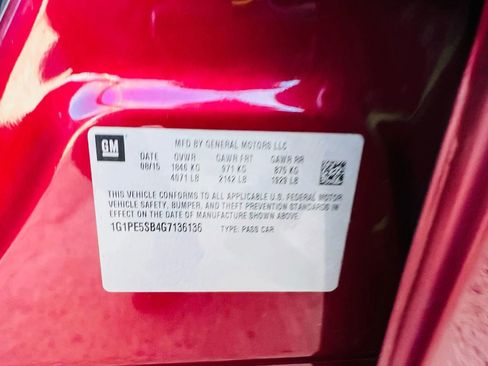 GM
MFD BY GENERAL MOTORS LLC
DATE GVWR GAWR FRT GAWR RR
08/15 1846 KG 971 KG 875 KG
4071 LB 2142 LB 1929 LB
THIS VEHICLE CONFORMS TO ALL APPLICABLE U.S. FEDERAL MOTOR
VEHICLE SAFETY, BUMPER, AND THEFT PREVENTION STANDARDS IN
EFFECT ON THE DATE OF MANUFACTURE SHOWN ABOVE.
1G1PE5SB4G7136136 TYPE: PASS CAR